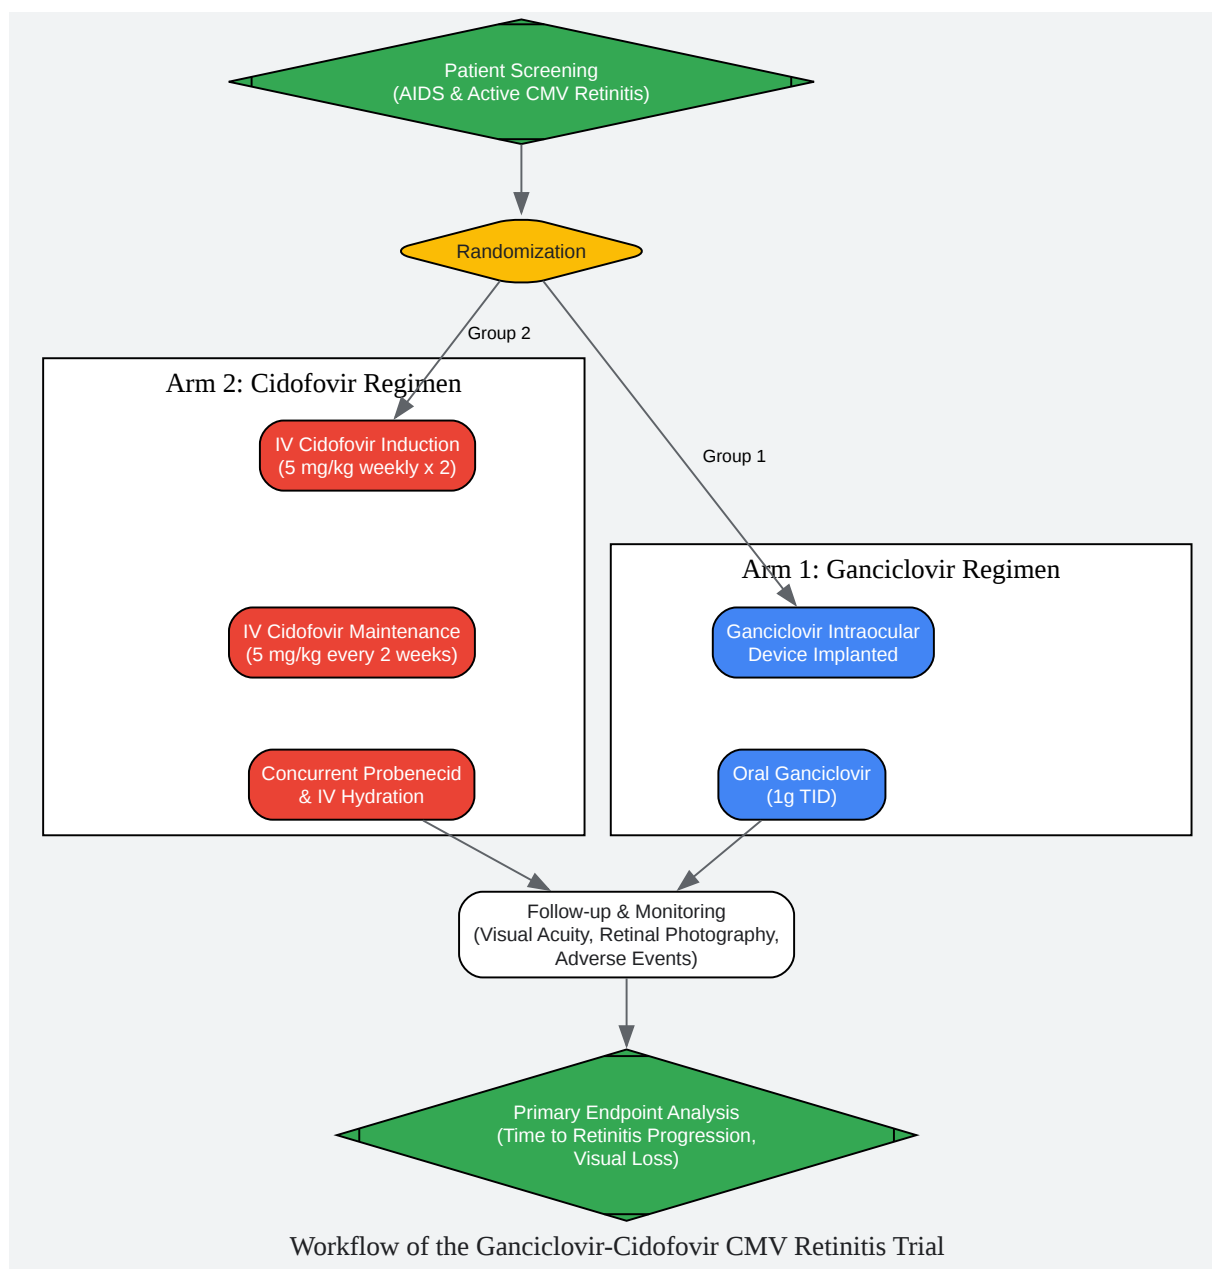 Patient Screening
(AIDS & Active CMV Retinitis)
Randomization
Group 2
Arm 2: Cidofovir Regimen
IV Cidofovir Induction
(5 mg/kg weekly x 2)
Group 1
Arm 1: Ganciclovir Regimen
IV Cidofovir Maintenance
(5 mg/kg every 2 weeks)
Ganciclovir Intraocular
Device Implanted
Concurrent Probenecid
& IV Hydration
Oral Ganciclovir
(1g TID)
Follow-up & Monitoring
(Visual Acuity, Retinal Photography,
Adverse Events)
Primary Endpoint Analysis
(Time to Retinitis Progression,
Visual Loss)
Workflow of the Ganciclovir-Cidofovir CMV Retinitis Trial